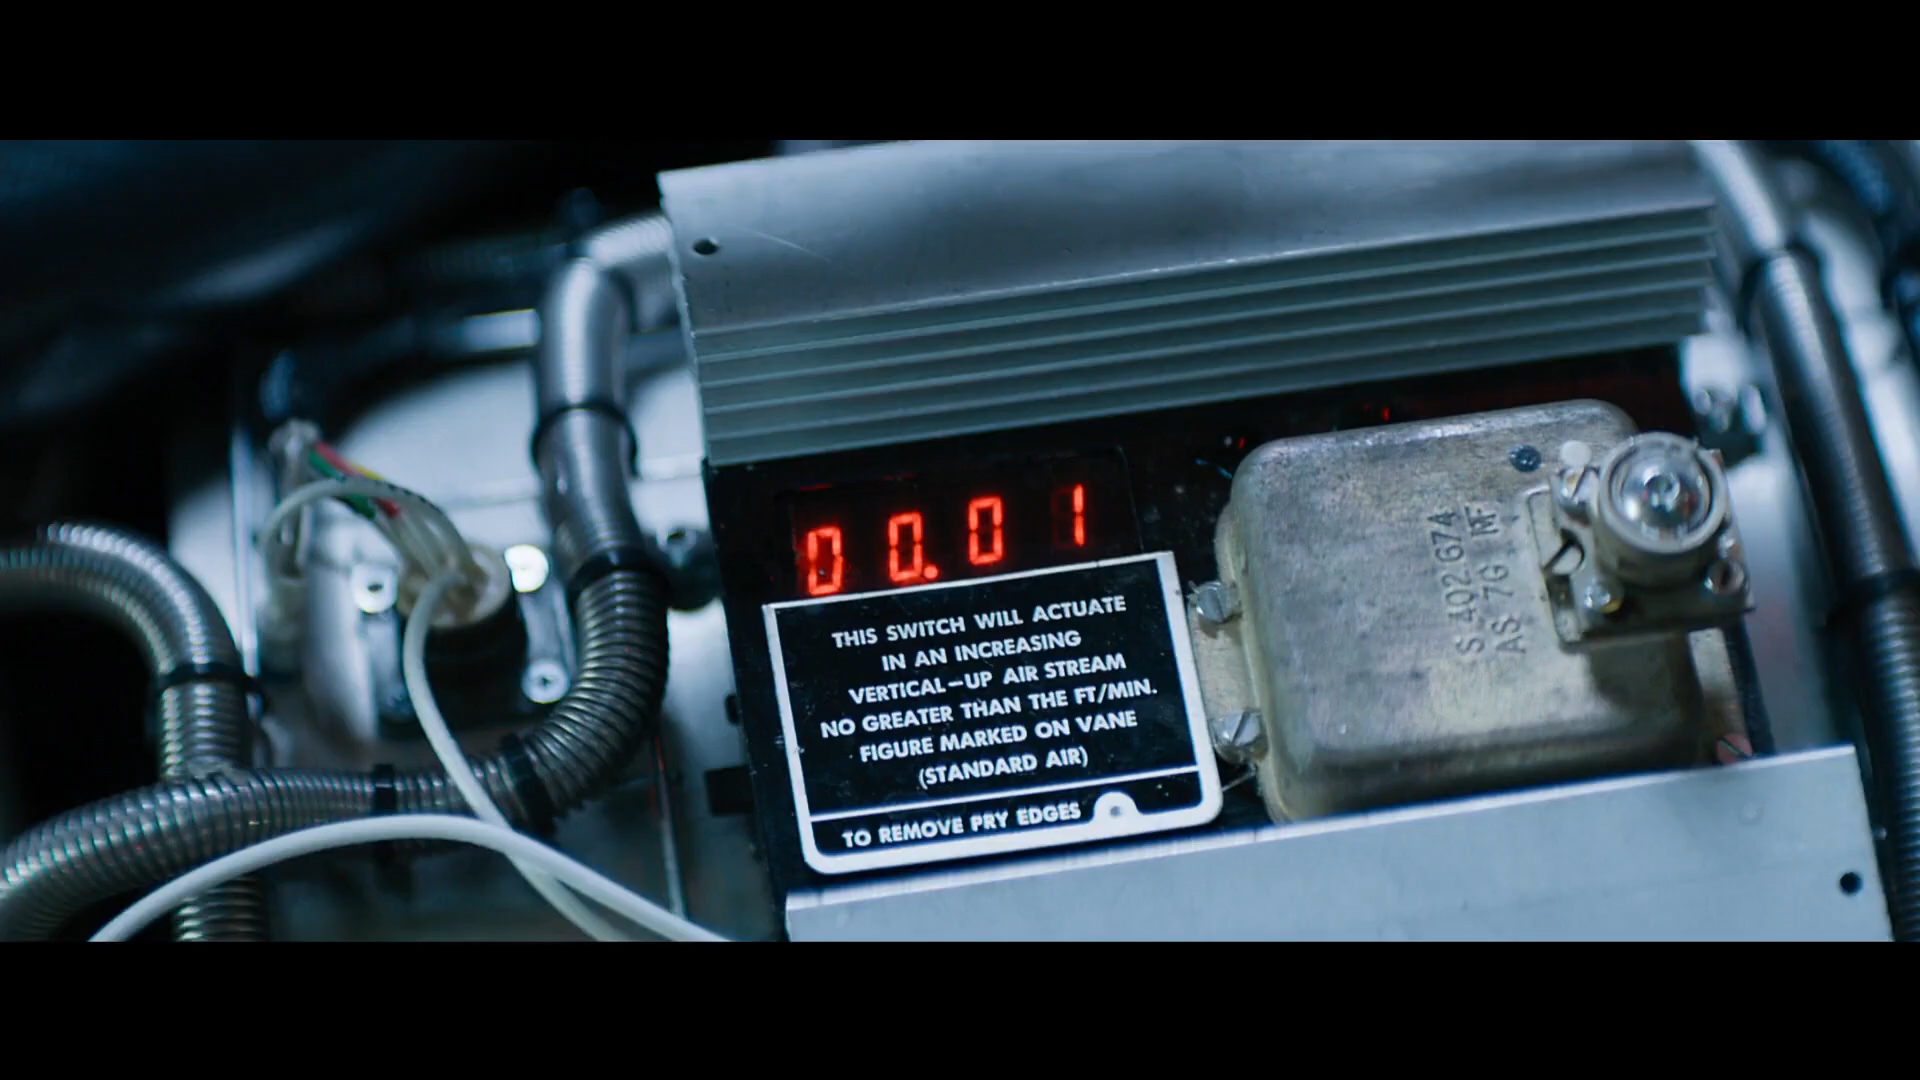 00.01
THIS SWITCH WILL ACTUATE
IN AN INCREASING
VERTICAL-UP AIR STREAM
NO GREATER THAN THE FT/MIN.
FIGURE MARKED ON VANE
(STANDARD AIR)
TO REMOVE PRY EDGES
S 402674
AS 7G MF